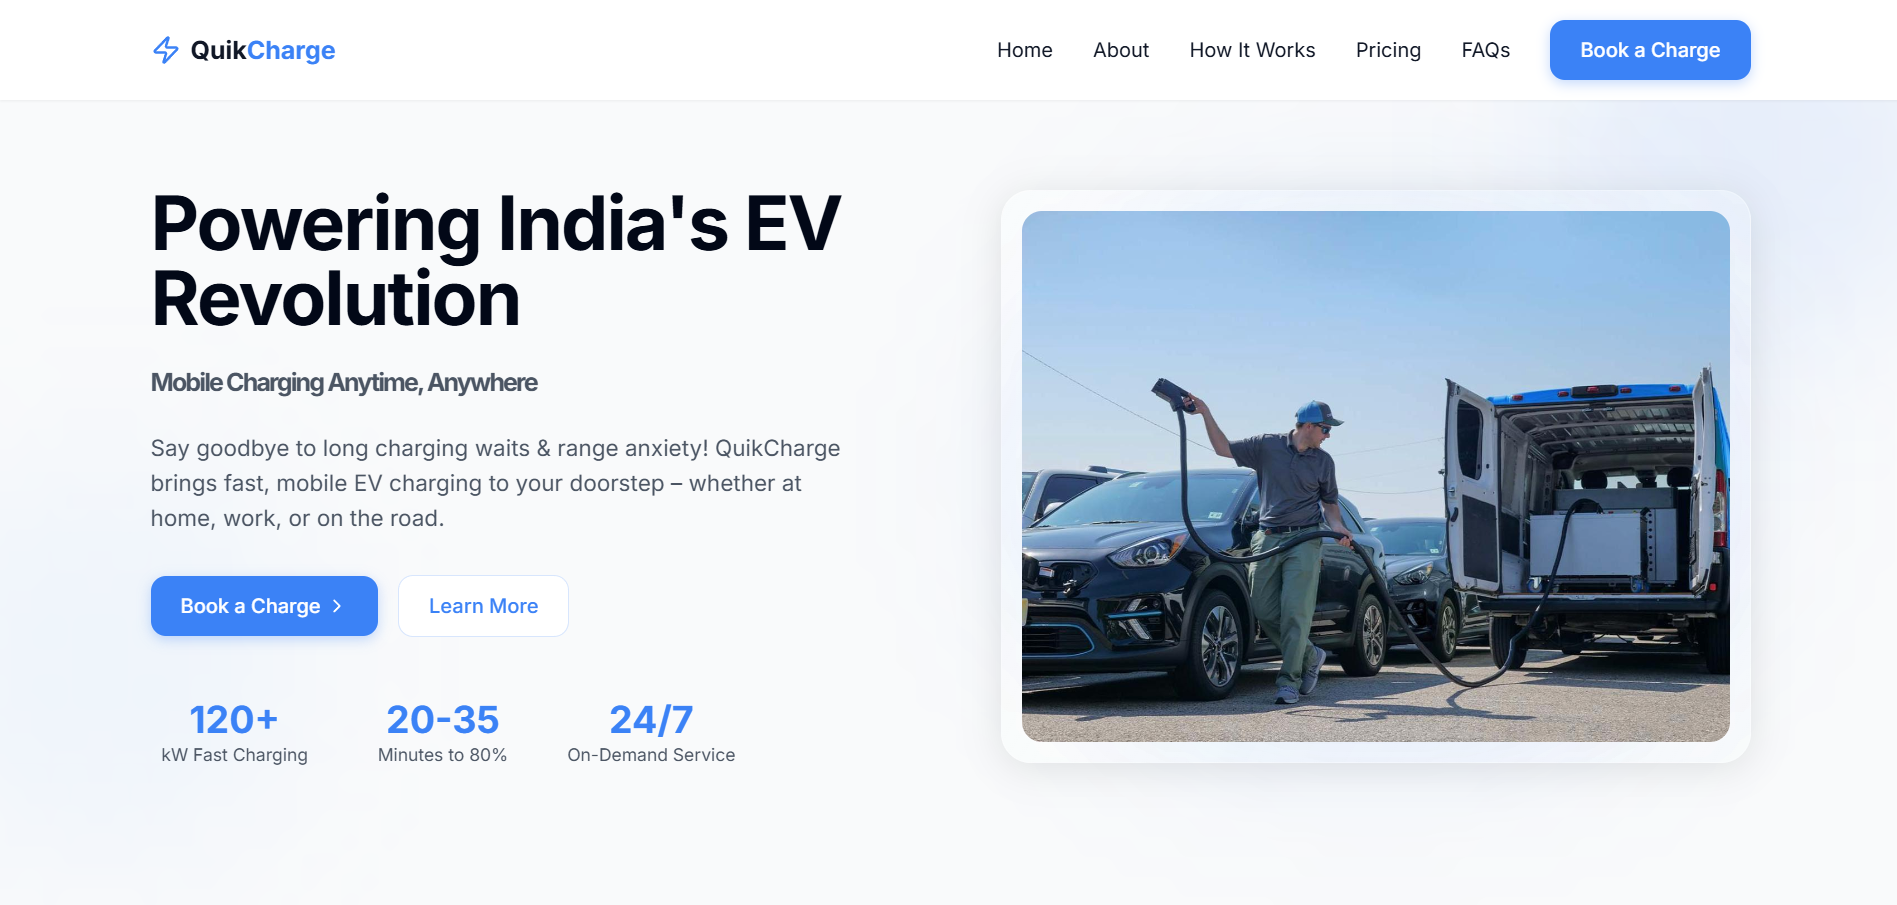 QuikCharge
Home
About
How It Works
Pricing
FAQs
Book a Charge
Powering India's EV
Revolution
Mobile Charging Anytime, Anywhere
Say goodbye to long charging waits & range anxiety! QuikCharge
brings fast, mobile EV charging to your doorstep – whether at
home, work, or on the road.
Book a Charge
Learn More
120+
kW Fast Charging
20-35
Minutes to 80%
24/7
On-Demand Service